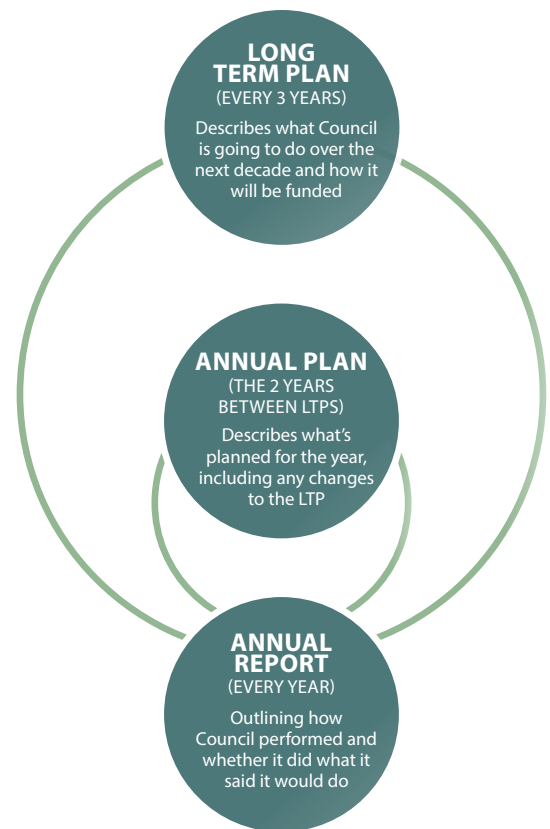 LONG
TERM PLAN
(EVERY 3 YEARS)
Describes what Council
is going to do over the
next decade and how it
will be funded
ANNUAL PLAN
(THE 2 YEARS
BETWEEN LTPS)
Describes what's
planned for the year,
including any changes
to the LTP
ANNUAL
REPORT
(EVERY YEAR)
Outlining how
Council performed and
whether it did what it
said it would do